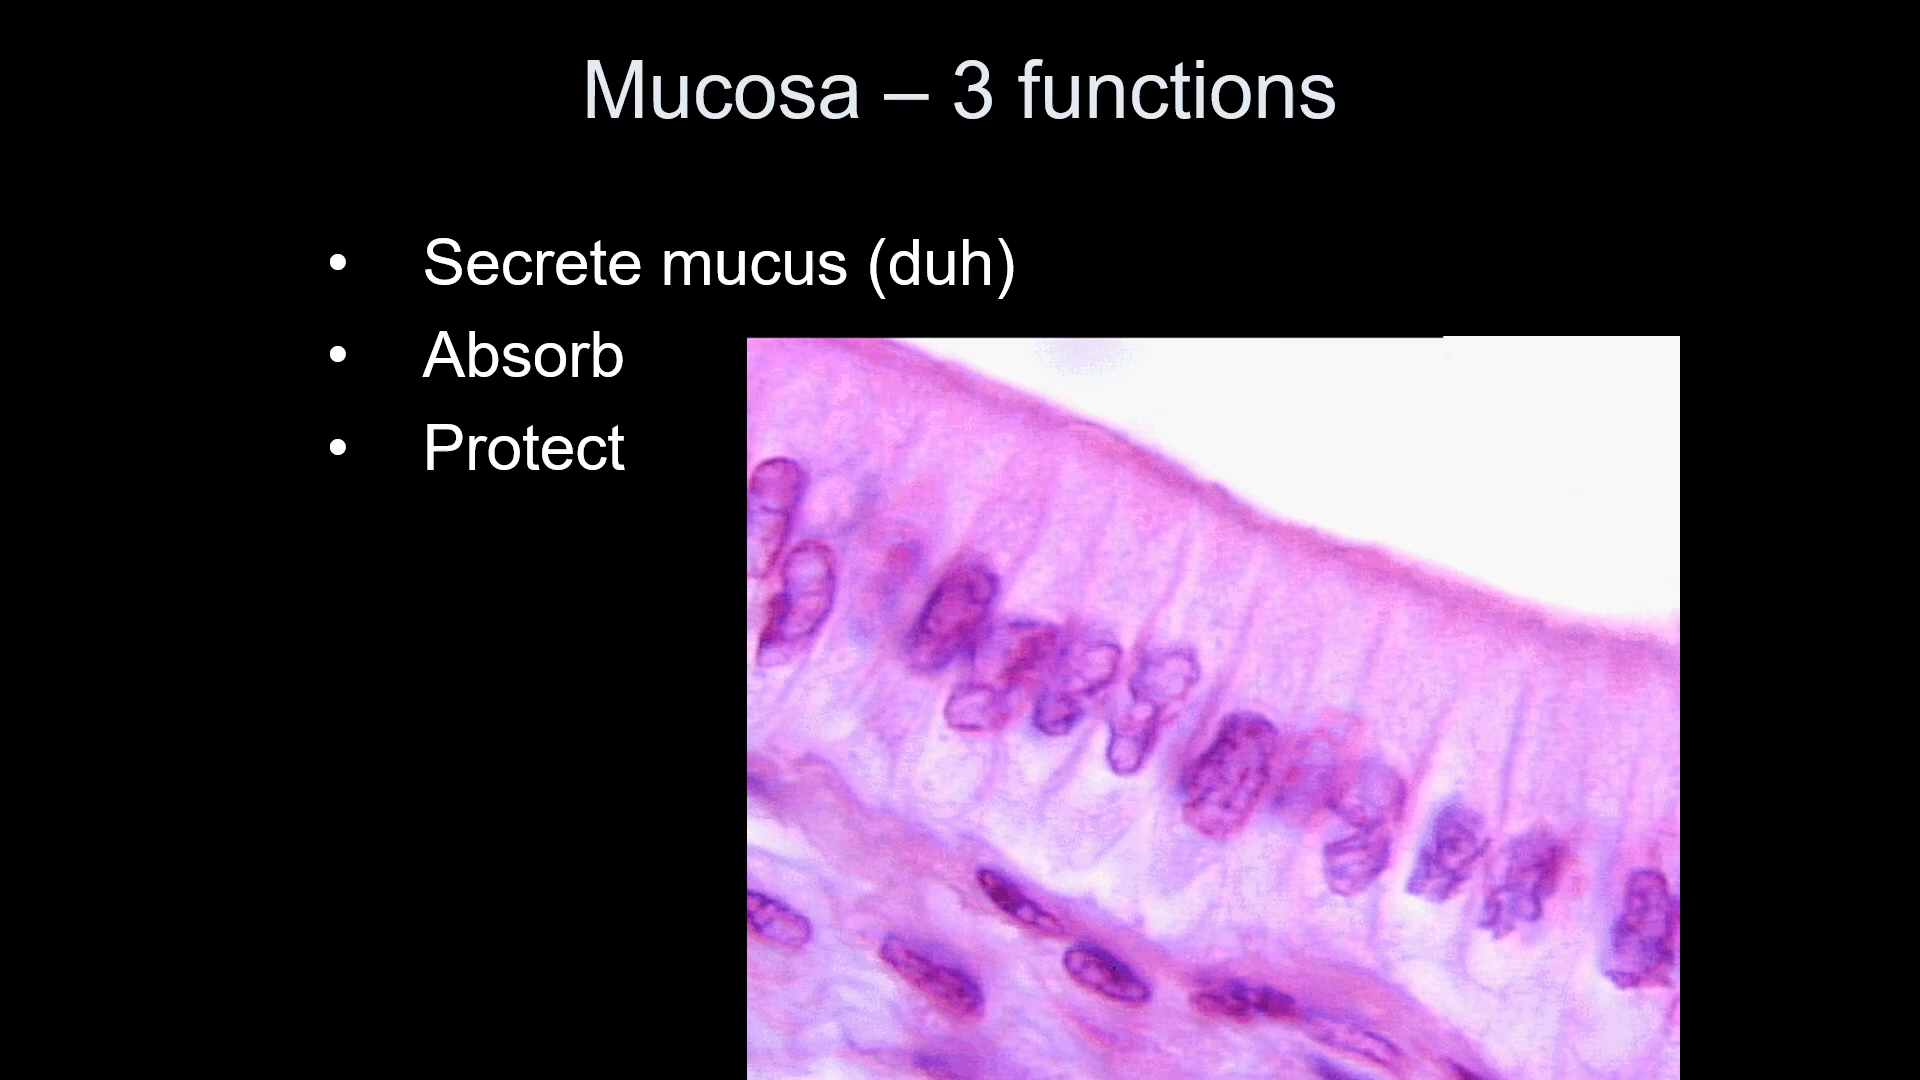 Mucosa – 3 functions
• Secrete mucus (duh)
• Absorb
• Protect